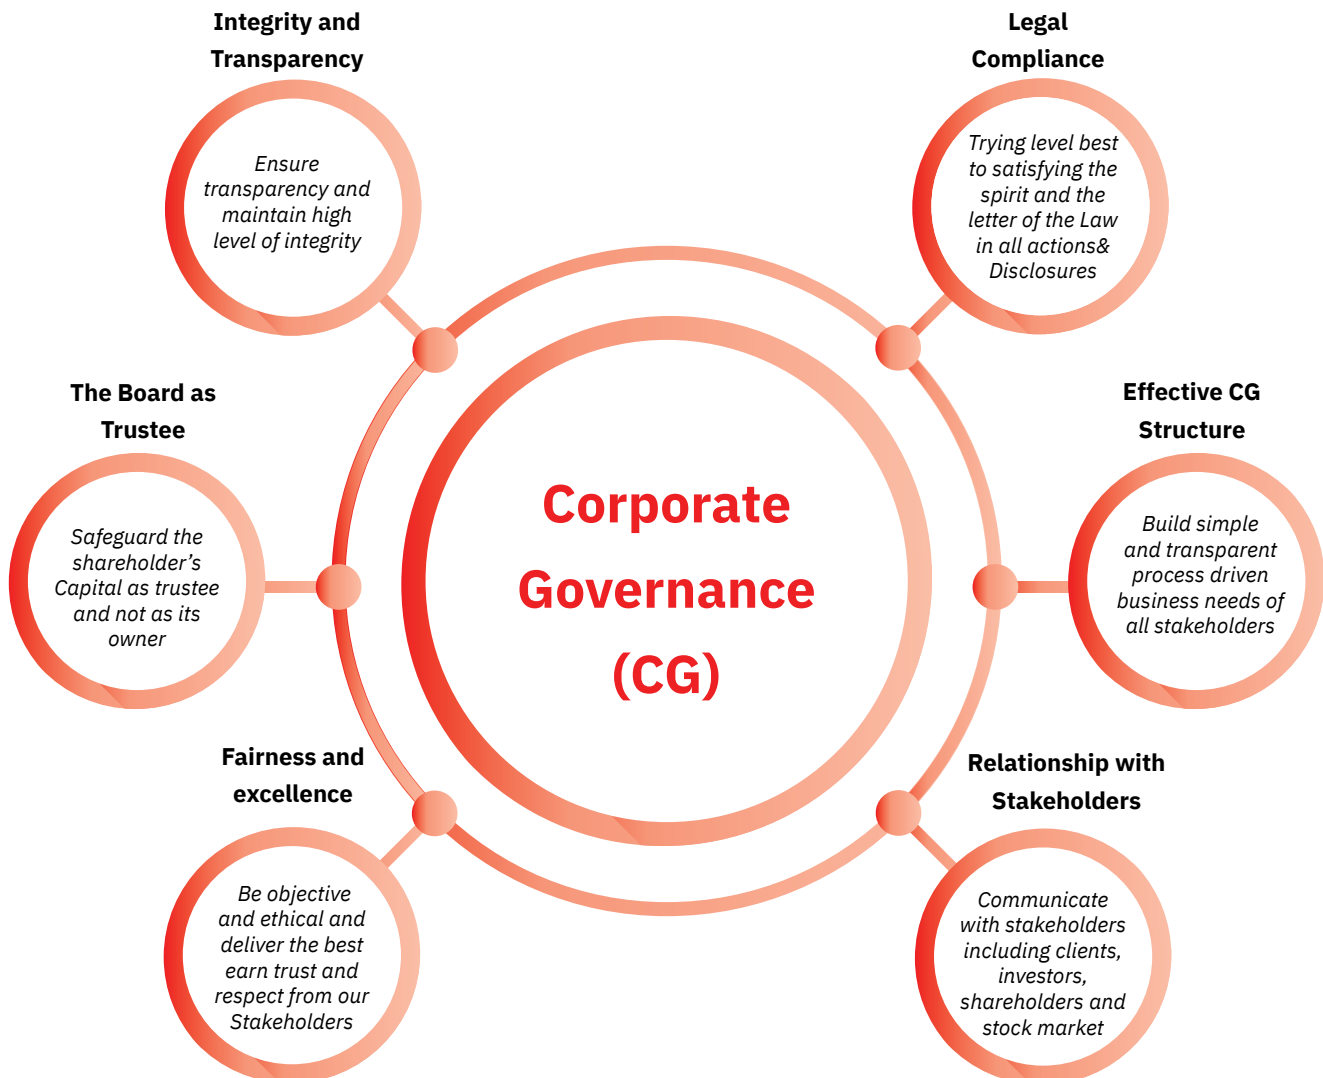 Integrity and
Transparency
Ensure
transparency and
maintain high
level of integrity
Legal
Compliance
Trying level best
to satisfying the
spirit and the
letter of the Law
in all actions&
Disclosures
The Board as
Trustee
Safeguard the
shareholder’s
Capital as trustee
and not as its
owner
Corporate
Governance
(CG)
Effective CG
Structure
Build simple
and transparent
process driven
business needs of
all stakeholders
Fairness and
excellence
Be objective
and ethical and
deliver the best
earn trust and
respect from our
Stakeholders
Relationship with
Stakeholders
Communicate
with stakeholders
including clients,
investors,
shareholders and
stock market